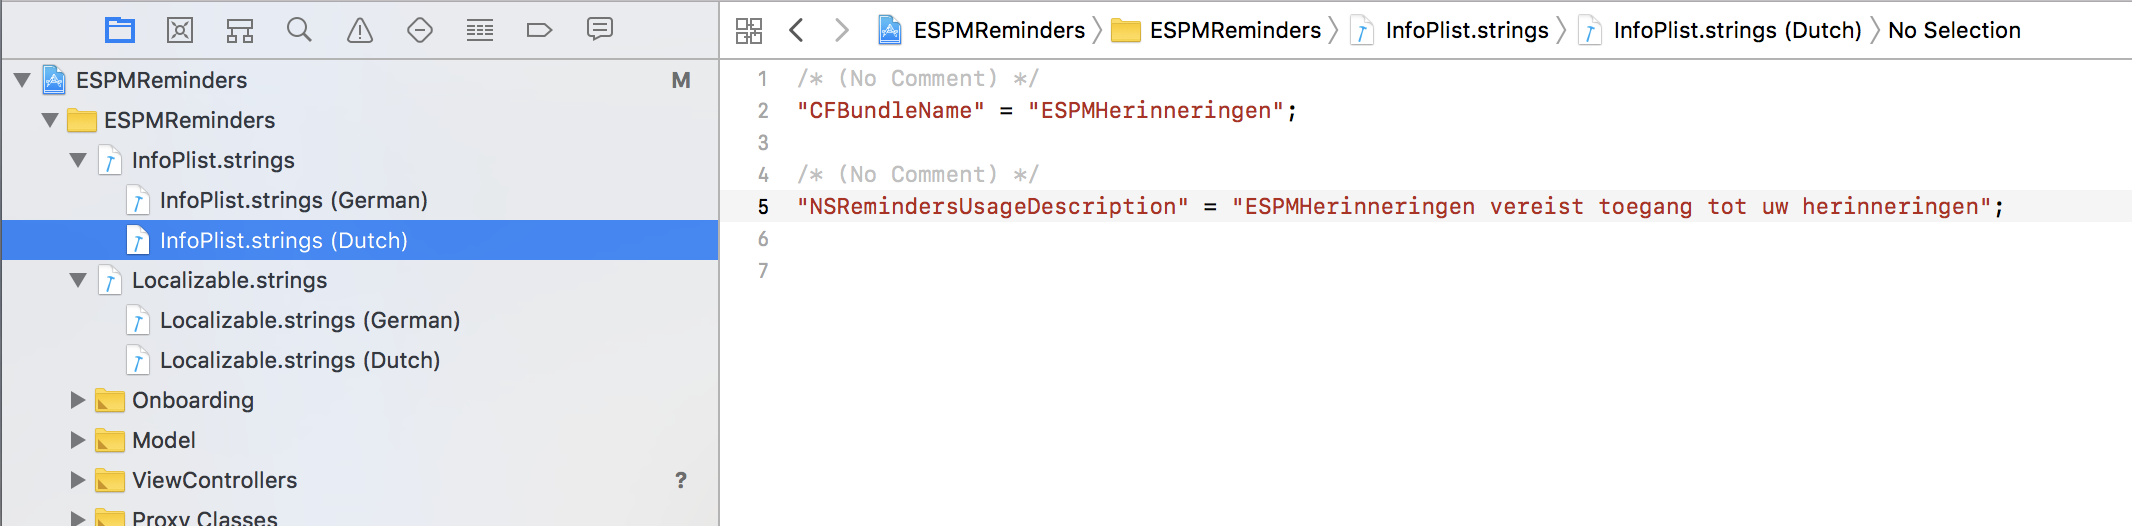 ESPMReminders M
ESPMReminders
InfoPlist.strings
InfoPlist.strings (German)
InfoPlist.strings (Dutch)
Localizable.strings
Localizable.strings (German)
Localizable.strings (Dutch)
Onboarding
Model
ViewControllers ?
Proxy Classes
ESPMReminders ESPMReminders InfoPlist.strings InfoPlist.strings (Dutch) No Selection
1 /* (No Comment) */
2 "CFBundleName" = "ESPMHerinneringen";
3
4 /* (No Comment) */
5 "NSRemindersUsageDescription" = "ESPMHerinneringen vereist toegang tot uw herinneringen";
6
7